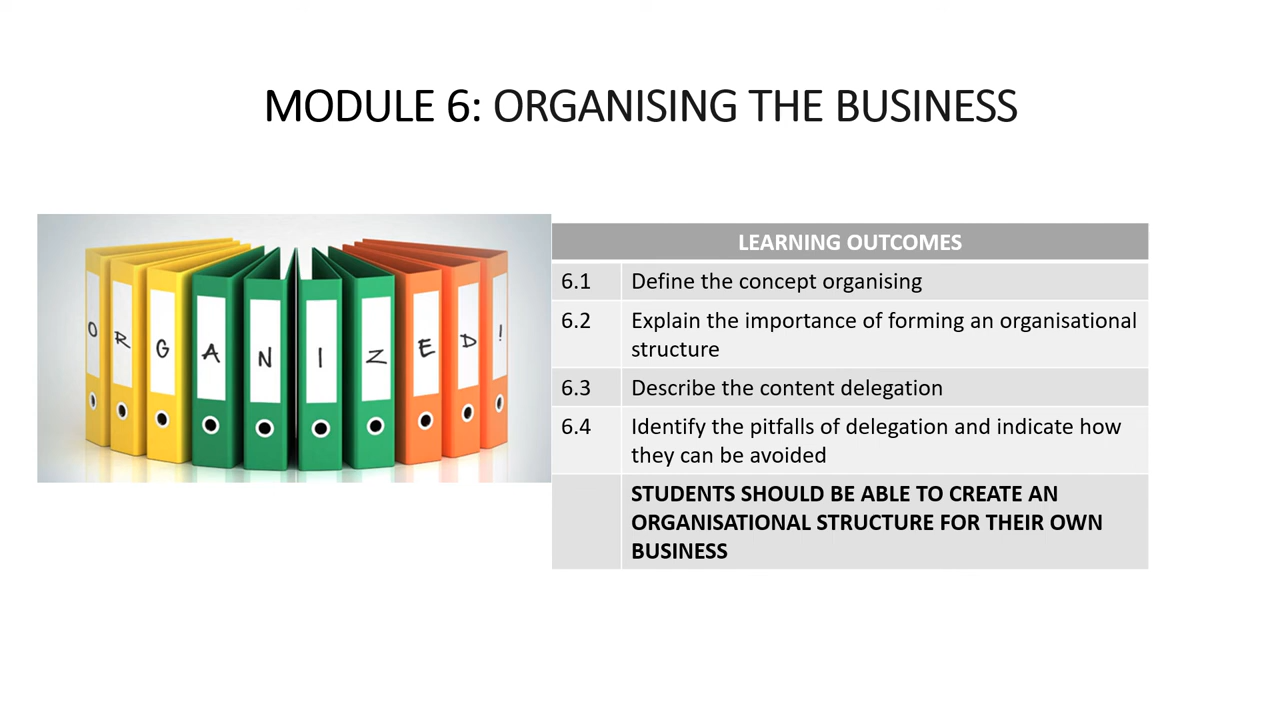 MODULE 6: ORGANISING THE BUSINESS
ORGANIZED!
LEARNING OUTCOMES
6.1 Define the concept organising
6.2 Explain the importance of forming an organisational
structure
6.3 Describe the content delegation
6.4 Identify the pitfalls of delegation and indicate how
they can be avoided
STUDENTS SHOULD BE ABLE TO CREATE AN
ORGANISATIONAL STRUCTURE FOR THEIR OWN
BUSINESS